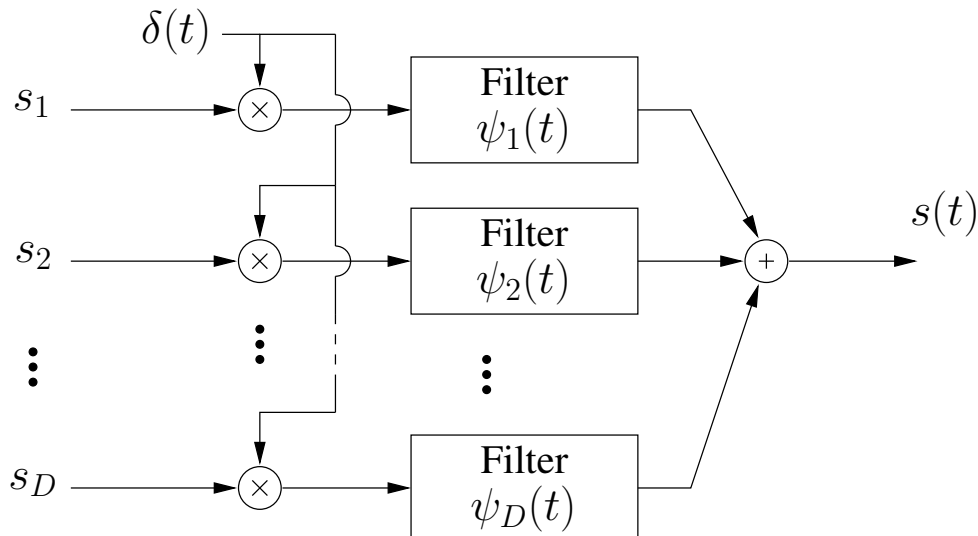 δ(t)
s₁
×
Filter
ψ₁(t)
s₂
×
Filter
ψ₂(t)
+
s(t)
s_D
×
Filter
ψ_D(t)